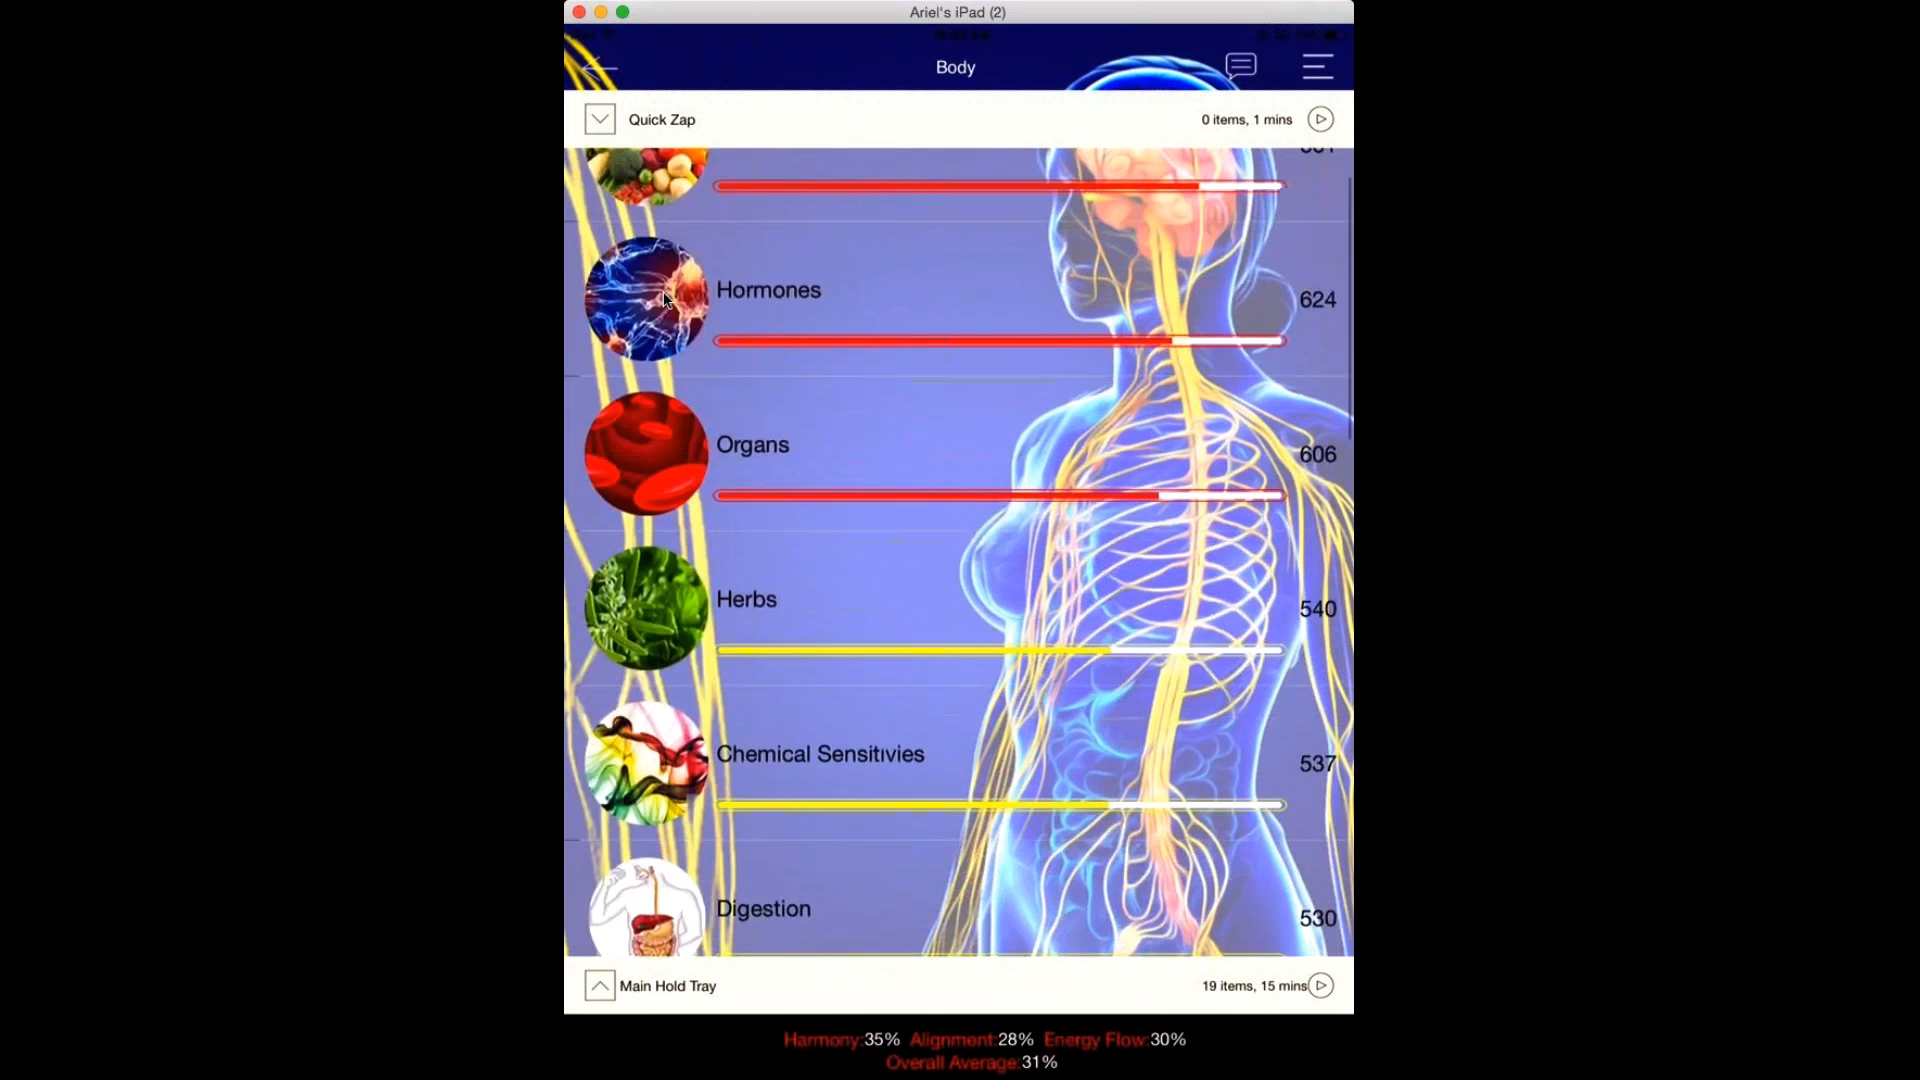 Ariel's iPad (2)
Body
Quick Zap
0 items, 1 mins
Hormones
624
Organs
606
Herbs
540
Chemical Sensitivies
537
Digestion
530
Main Hold Tray
19 items, 15 mins
Harmony:35% Alignment:28% Energy Flow:30%
Overall Average:31%